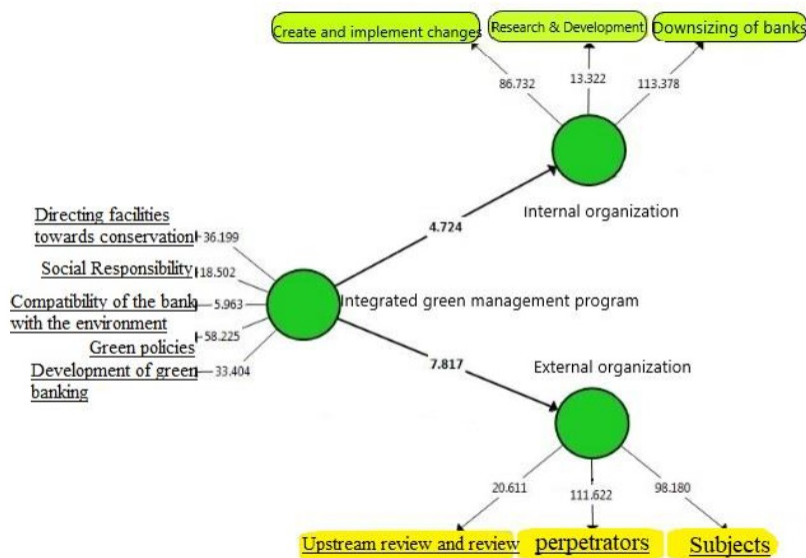 Create and implement changes
Research & Development
Downsizing of banks
86.732
13.322
113.378
Internal organization
4.724
Directing facilities
towards conservation
36.199
Social Responsibility
18.502
Compatibility of the bank
with the environment
5.963
Integrated green management program
58.225
Green policies
Development of green
banking
33.404
7.817
External organization
20.611
111.622
98.180
Upstream review and review
perpetrators
Subjects